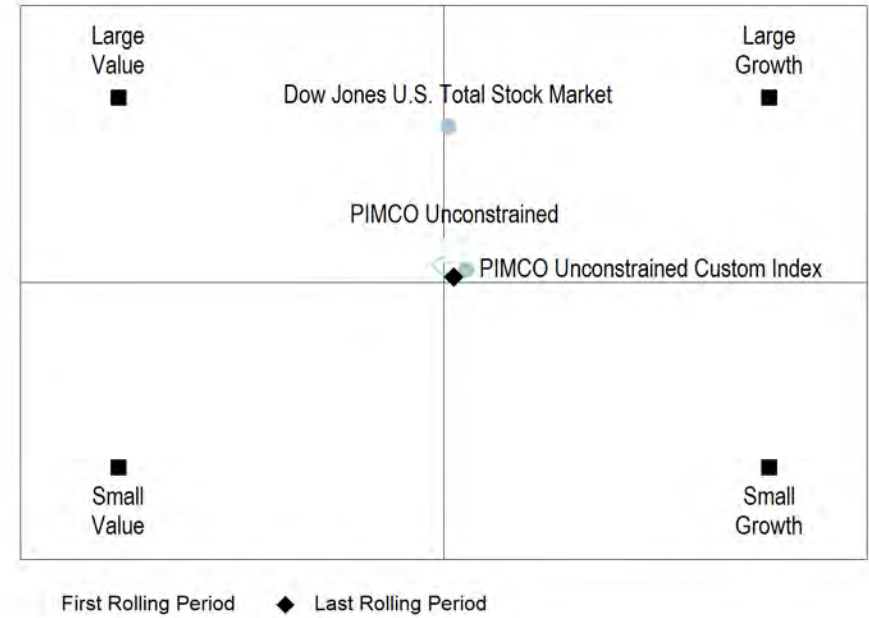 Large
Value
Large
Growth
Dow Jones U.S. Total Stock Market
PIMCO Unconstrained
PIMCO Unconstrained Custom Index
Small
Value
Small
Growth
First Rolling Period
Last Rolling Period